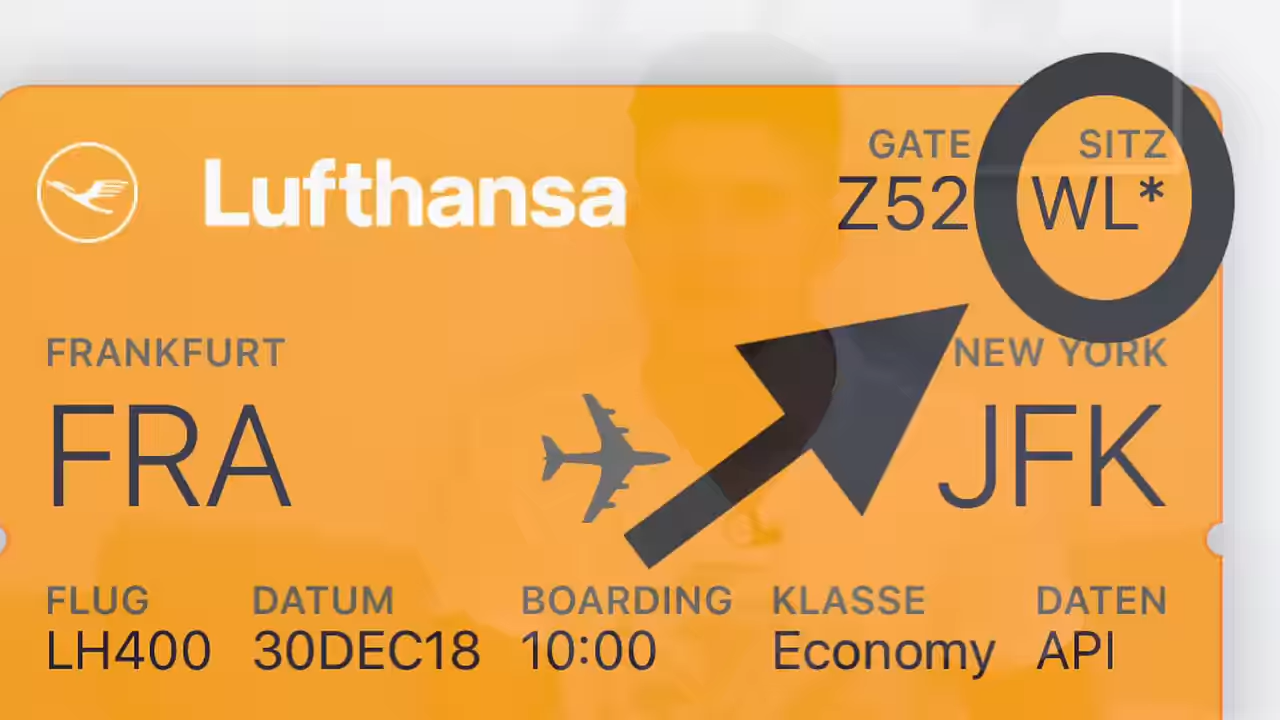 Lufthansa
GATE SITZ
Z52 WL*
FRANKFURT NEW YORK
FRA JFK
FLUG DATUM BOARDING KLASSE DATEN
LH400 30DEC18 10:00 Economy API